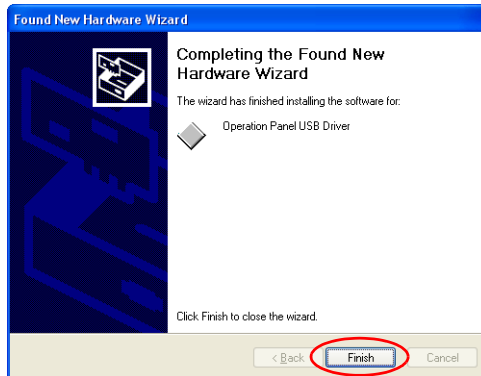 Found New Hardware Wizard
Completing the Found New
Hardware Wizard
The wizard has finished installing the software for:
Operation Panel USB Driver
Click Finish to close the wizard.
< Back
Finish
Cancel